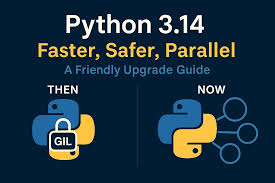 Python 3.14
Faster, Safer, Parallel
A Friendly Upgrade Guide
THEN
NOW
GIL